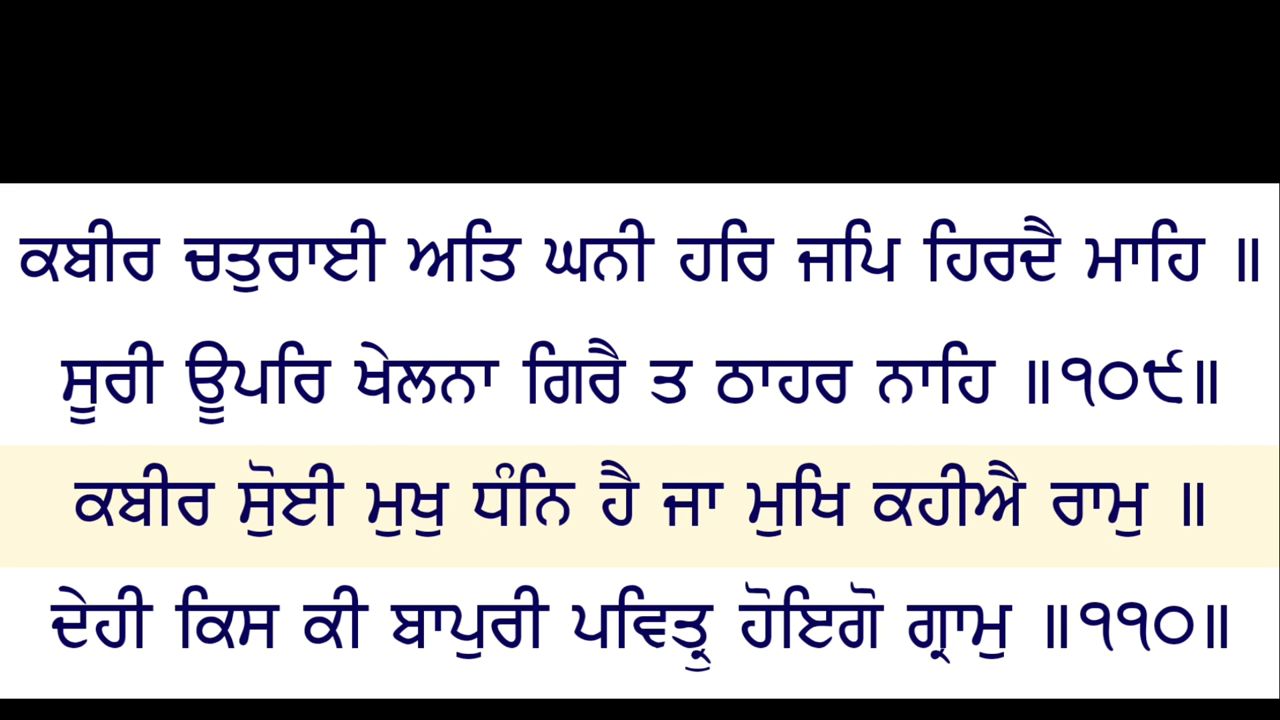 ਕਬੀਰ ਚਤੁਰਾਈ ਅਤਿ ਘਨੀ ਹਰਿ ਜਪਿ ਹਿਰਦੈ ਮਾਹਿ ॥
ਸੂਰੀ ਊਪਰਿ ਖੇਲਨਾ ਗਿਰੈ ਤ ਠਾਹਰ ਨਾਹਿ ॥੧੦੯॥
ਕਬੀਰ ਸੋੁਈ ਮੁਖੁ ਧੰਨਿ ਹੈ ਜਾ ਮੁਖਿ ਕਹੀਐ ਰਾਮੁ ॥
ਦੇਹੀ ਕਿਸ ਕੀ ਬਾਪੁਰੀ ਪਵਿਤ੍ਰੁ ਹੋਇਗੋ ਗ੍ਰਾਮੁ ॥੧੧੦॥